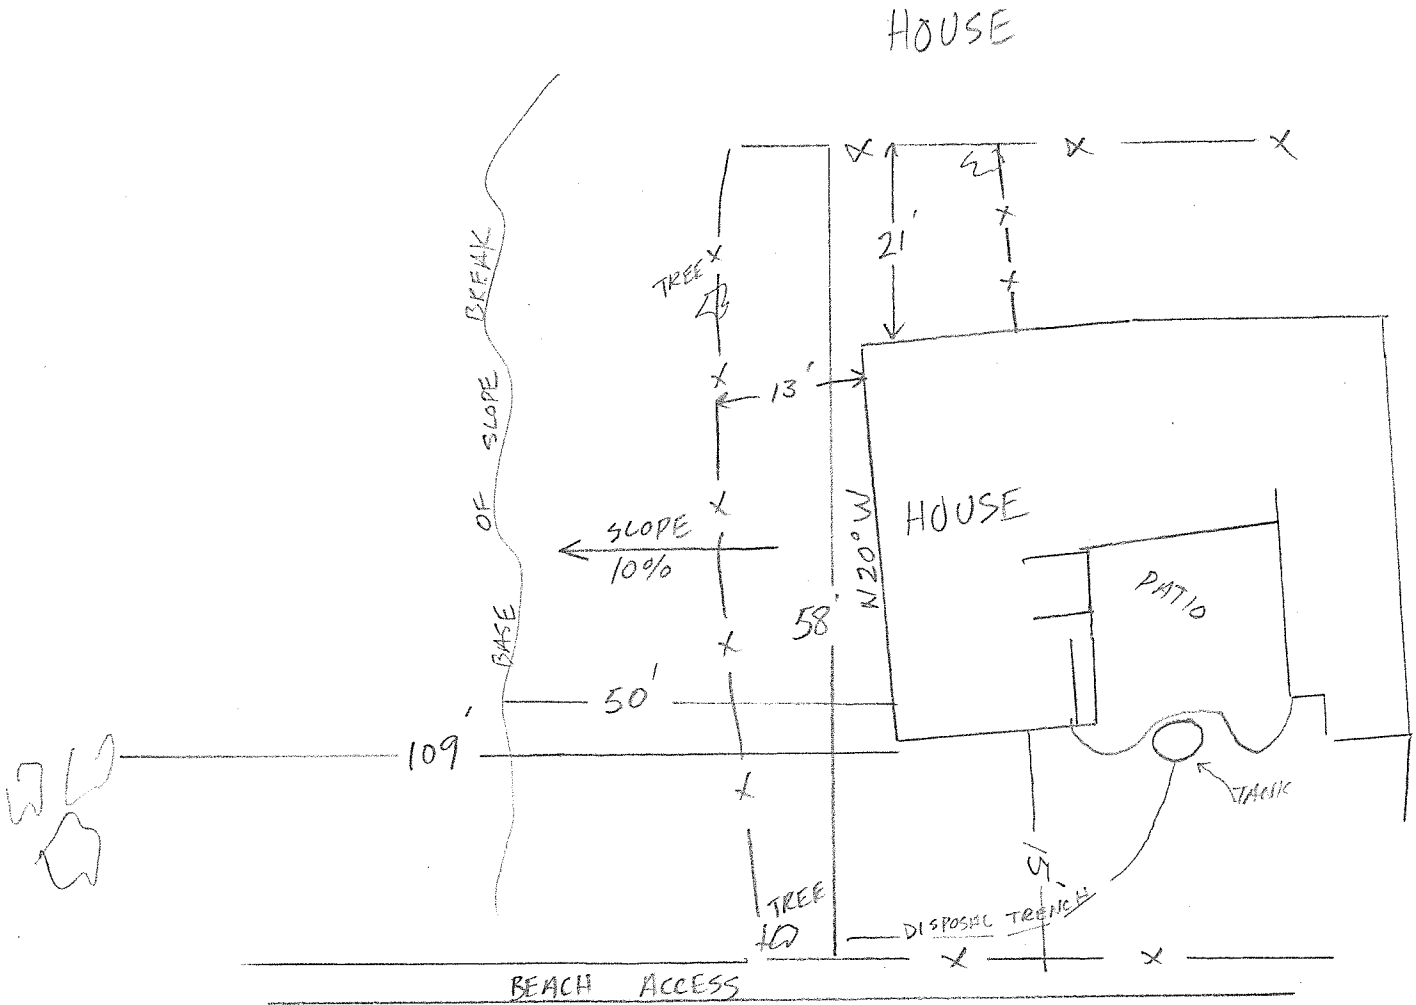 HOUSE
21'
TREE
BREAK
OF SLOPE
BASE
13'
SLOPE
10%
N20°W
HOUSE
PATIO
58'
50'
109'
TANK
15'
TREE
DISPOSAL TRENCH
BEACH ACCESS